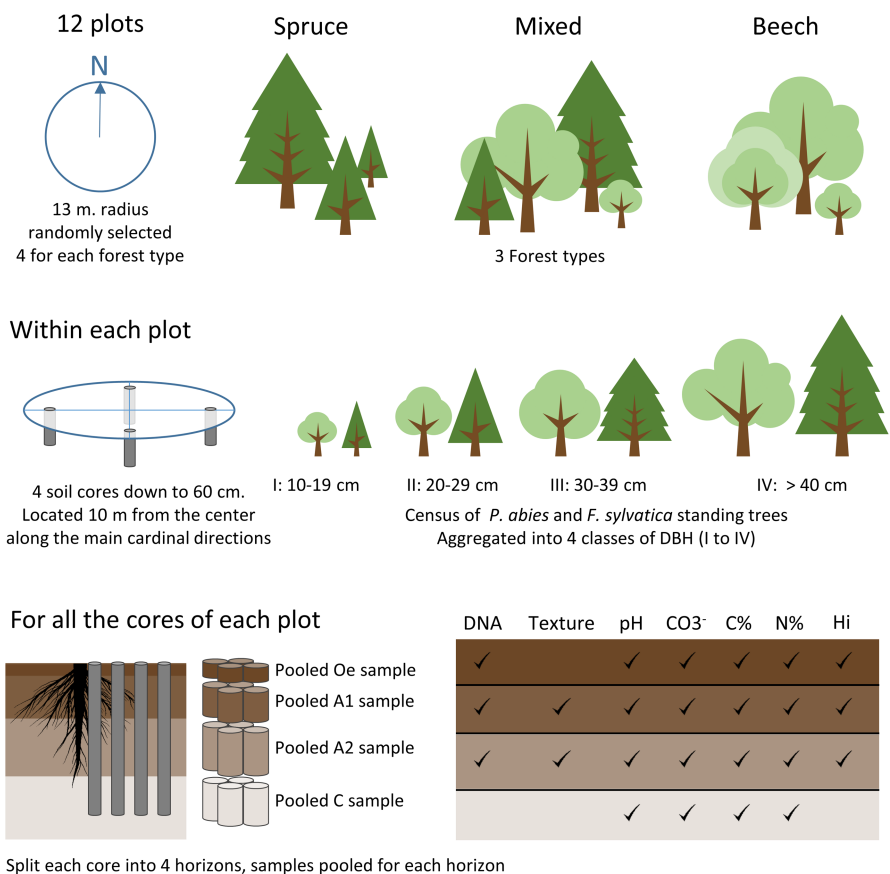 12 plots
Spruce
Mixed
Beech
N
13 m. radius
randomly selected
4 for each forest type
3 Forest types
Within each plot
4 soil cores down to 60 cm.
Located 10 m from the center
along the main cardinal directions
I: 10-19 cm
II: 20-29 cm
III: 30-39 cm
IV: > 40 cm
Census of P. abies and F. sylvatica standing trees
Aggregated into 4 classes of DBH (I to IV)
For all the cores of each plot
DNA Texture pH CO3⁻ C% N% Hi
Pooled Oe sample
Pooled A1 sample
Pooled A2 sample
Pooled C sample
Split each core into 4 horizons, samples pooled for each horizon